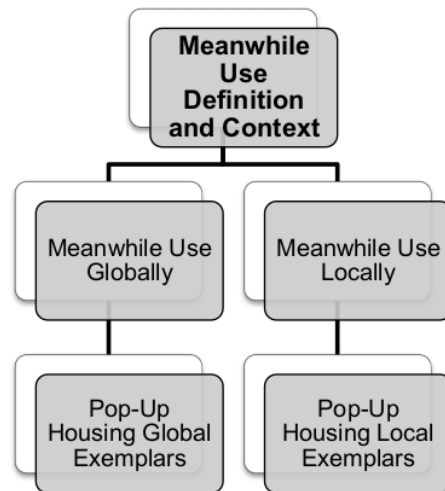 Meanwhile
Use
Definition
and Context
Meanwhile Use
Globally
Meanwhile Use
Locally
Pop-Up
Housing Global
Exemplars
Pop-Up
Housing Local
Exemplars